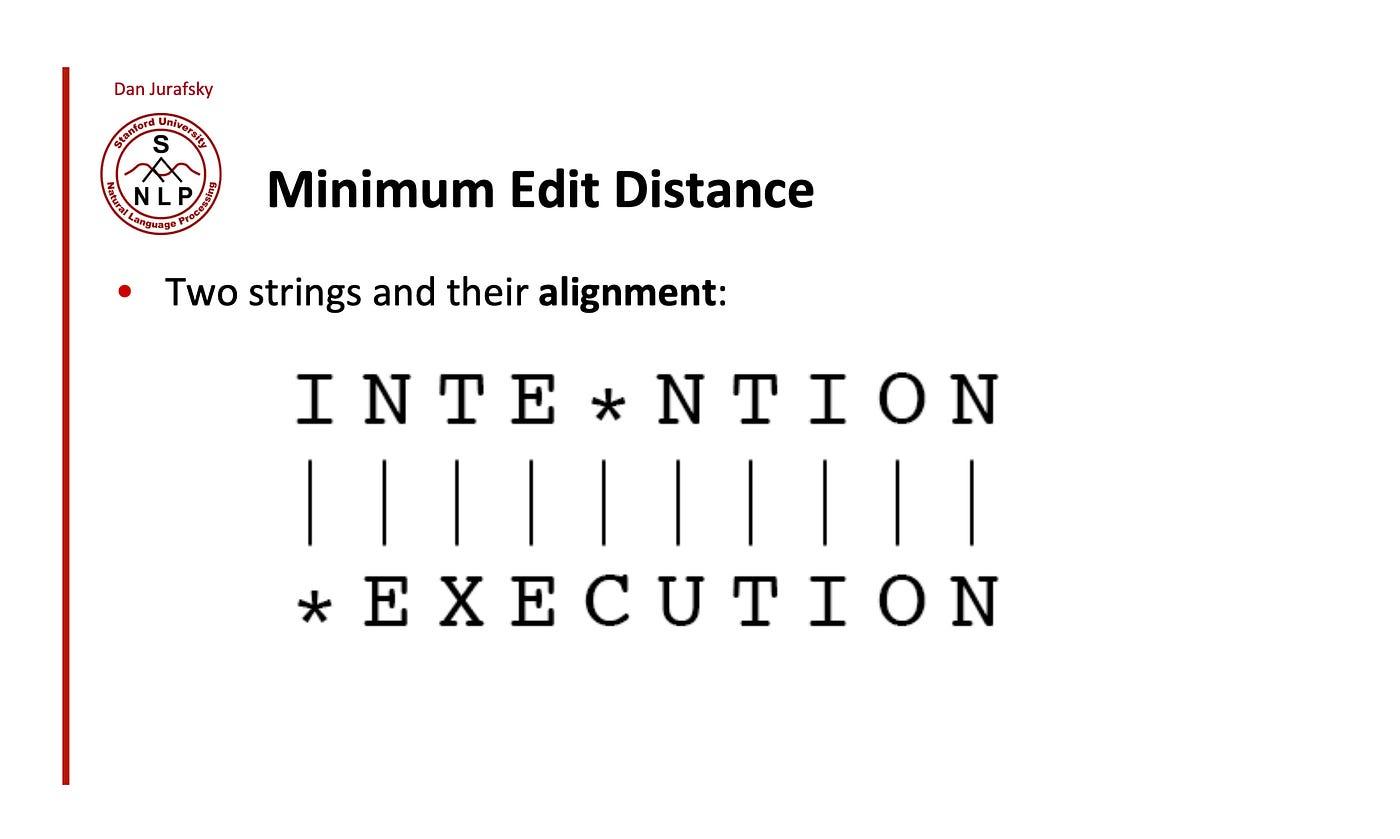 Dan Jurafsky
Stanford University
S
NLP
Natural Language Processing
Minimum Edit Distance
• Two strings and their alignment:
I N T E * N T I O N
| | | | | | | | | |
* E X E C U T I O N